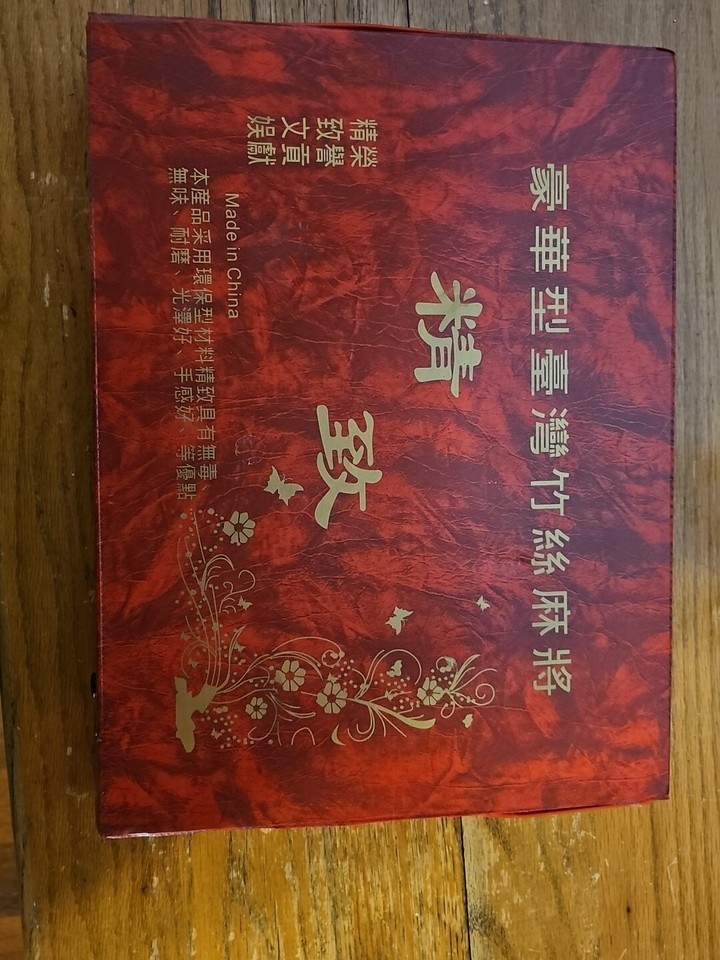 豪華型臺灣竹絲麻將
精致
精致文娛
榮譽貢獻
Made in China
本產品采用環保型材料精致具有無毒、
無味、耐磨、光澤好、手感好、等優點